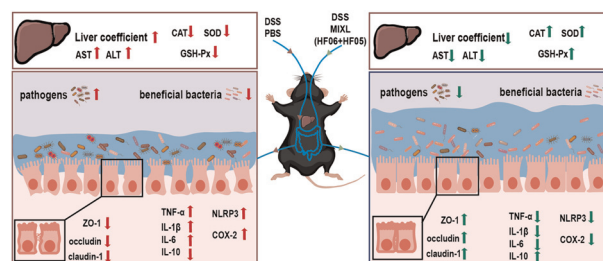 Liver coefficient ↑
AST ↑ ALT ↑
CAT ↓ SOD ↓
GSH-Px ↓
pathogens ↑
beneficial bacteria ↓
ZO-1 ↓
occludin ↓
claudin-1 ↓
TNF-α ↑
IL-1β ↑
IL-6 ↑
IL-10 ↓
NLRP3 ↑
COX-2 ↑
DSS
PBS
DSS
MIXL
(HF06+HF05)
Liver coefficient ↓
AST ↓ ALT ↓
CAT ↑ SOD ↑
GSH-Px ↑
pathogens ↓
beneficial bacteria ↑
ZO-1 ↑
occludin ↑
claudin-1 ↑
TNF-α ↓
IL-1β ↓
IL-6 ↓
IL-10 ↑
NLRP3 ↓
COX-2 ↓